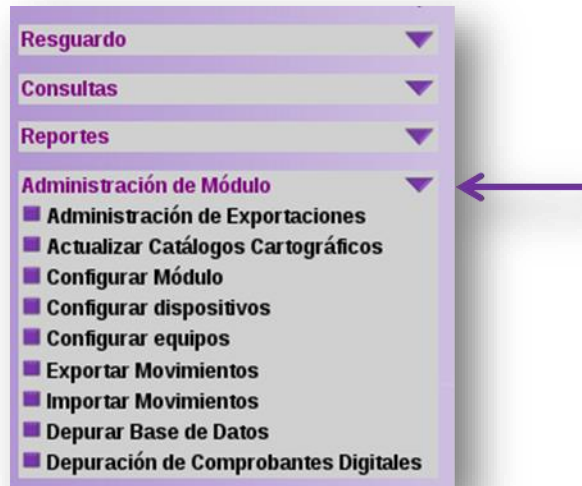 Resguardo
Consultas
Reportes
Administración de Módulo
Administración de Exportaciones
Actualizar Catálogos Cartográficos
Configurar Módulo
Configurar dispositivos
Configurar equipos
Exportar Movimientos
Importar Movimientos
Depurar Base de Datos
Depuración de Comprobantes Digitales